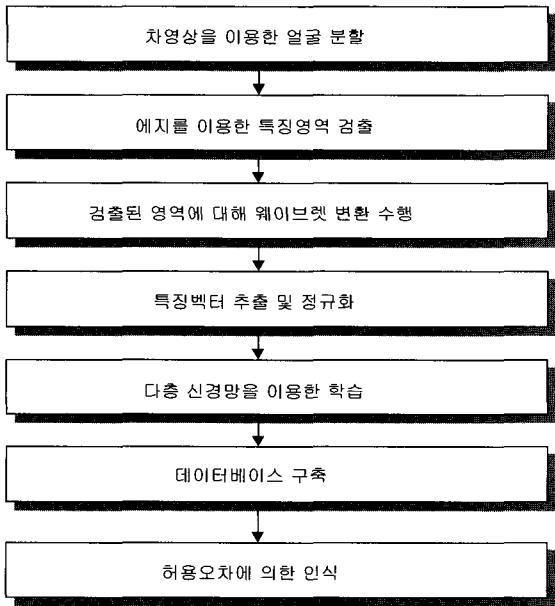 차영상을 이용한 얼굴 분할
에지를 이용한 특징영역 검출
검출된 영역에 대해 웨이브렛 변환 수행
특징벡터 추출 및 정규화
다층 신경망을 이용한 학습
데이터베이스 구축
허용오차에 의한 인식